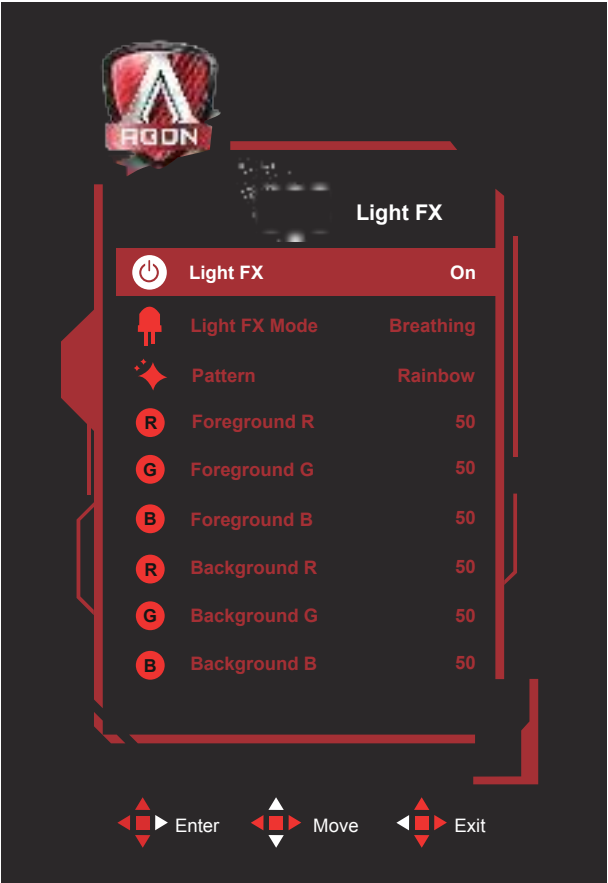 AGON
Light FX
Light FX On
Light FX Mode Breathing
Pattern Rainbow
R Foreground R 50
G Foreground G 50
B Foreground B 50
R Background R 50
G Background G 50
B Background B 50
Enter Move Exit